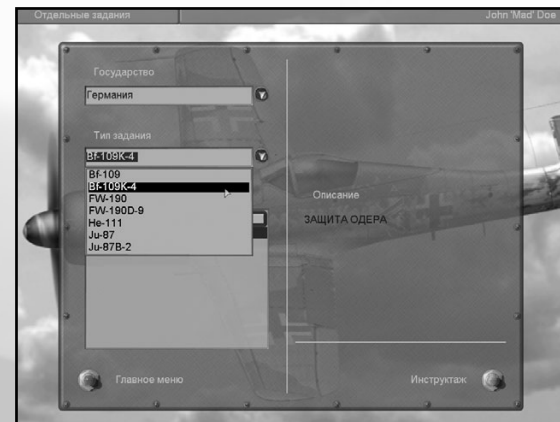 Отдельные задания
John 'Mad' Doe
Государство
Германия
Тип задания
Bf-109K-4
Bf-109
Bf-109K-4
FW-190
FW-190D-9
He-111
Ju-87
Ju-87B-2
Описание
ЗАЩИТА ОДЕРА
Главное меню
Инструктаж